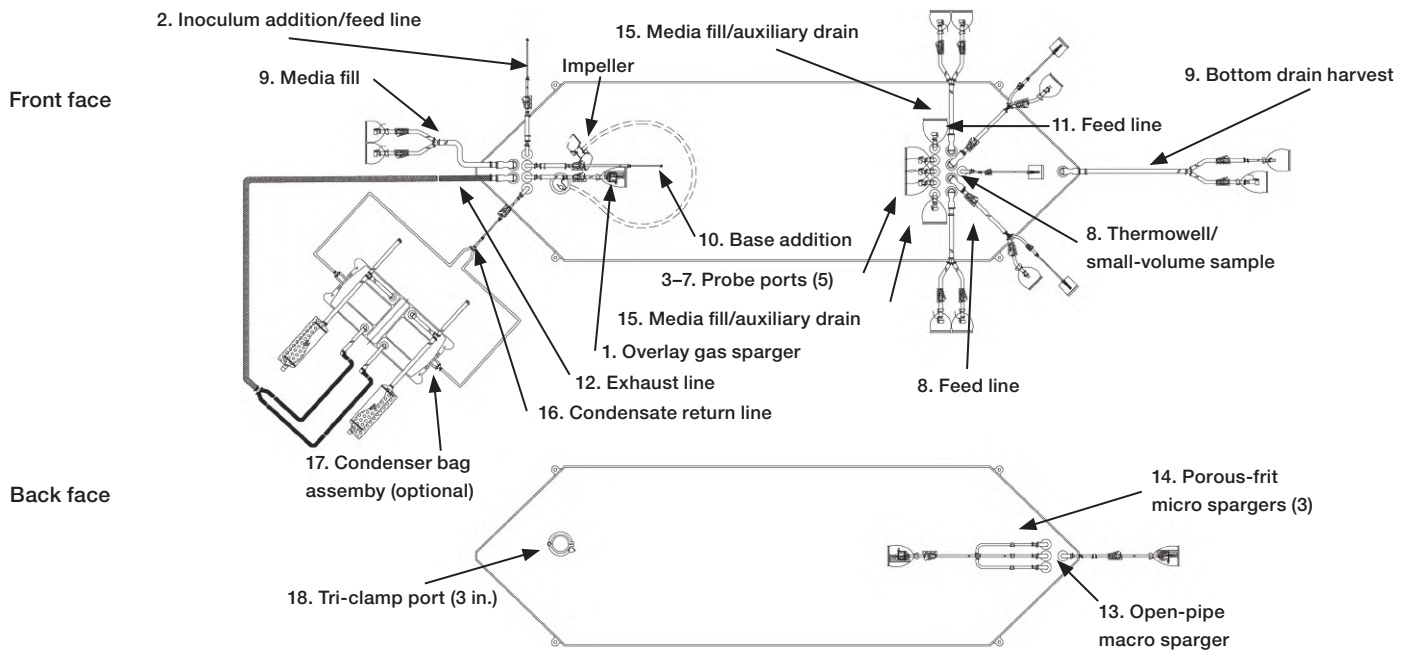 2. Inoculum addition/feed line
15. Media fill/auxiliary drain
9. Media fill
Impeller
9. Bottom drain harvest
Front face
11. Feed line
10. Base addition
8. Thermowell/
small-volume sample
3–7. Probe ports (5)
15. Media fill/auxiliary drain
1. Overlay gas sparger
12. Exhaust line
8. Feed line
16. Condensate return line
17. Condenser bag
assemby (optional)
Back face
14. Porous-frit
micro spargers (3)
18. Tri-clamp port (3 in.)
13. Open-pipe
macro sparger